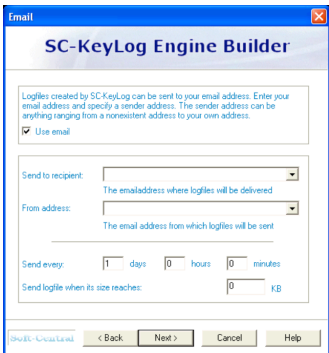 Email
SC-KeyLog Engine Builder
Logfiles created by SC-KeyLog can be sent to your email address. Enter your
email address and specify a sender address. The sender address can be
anything ranging from a nonexistent address to your own address.
Use email
Send to recipient:
The emailaddress where logfiles will be delivered
From address:
The email address from which logfiles will be sent
Send every: 1 days 0 hours 0 minutes
Send logfile when its size reaches: 0 KB
Soft-Central < Back Next > Cancel Help